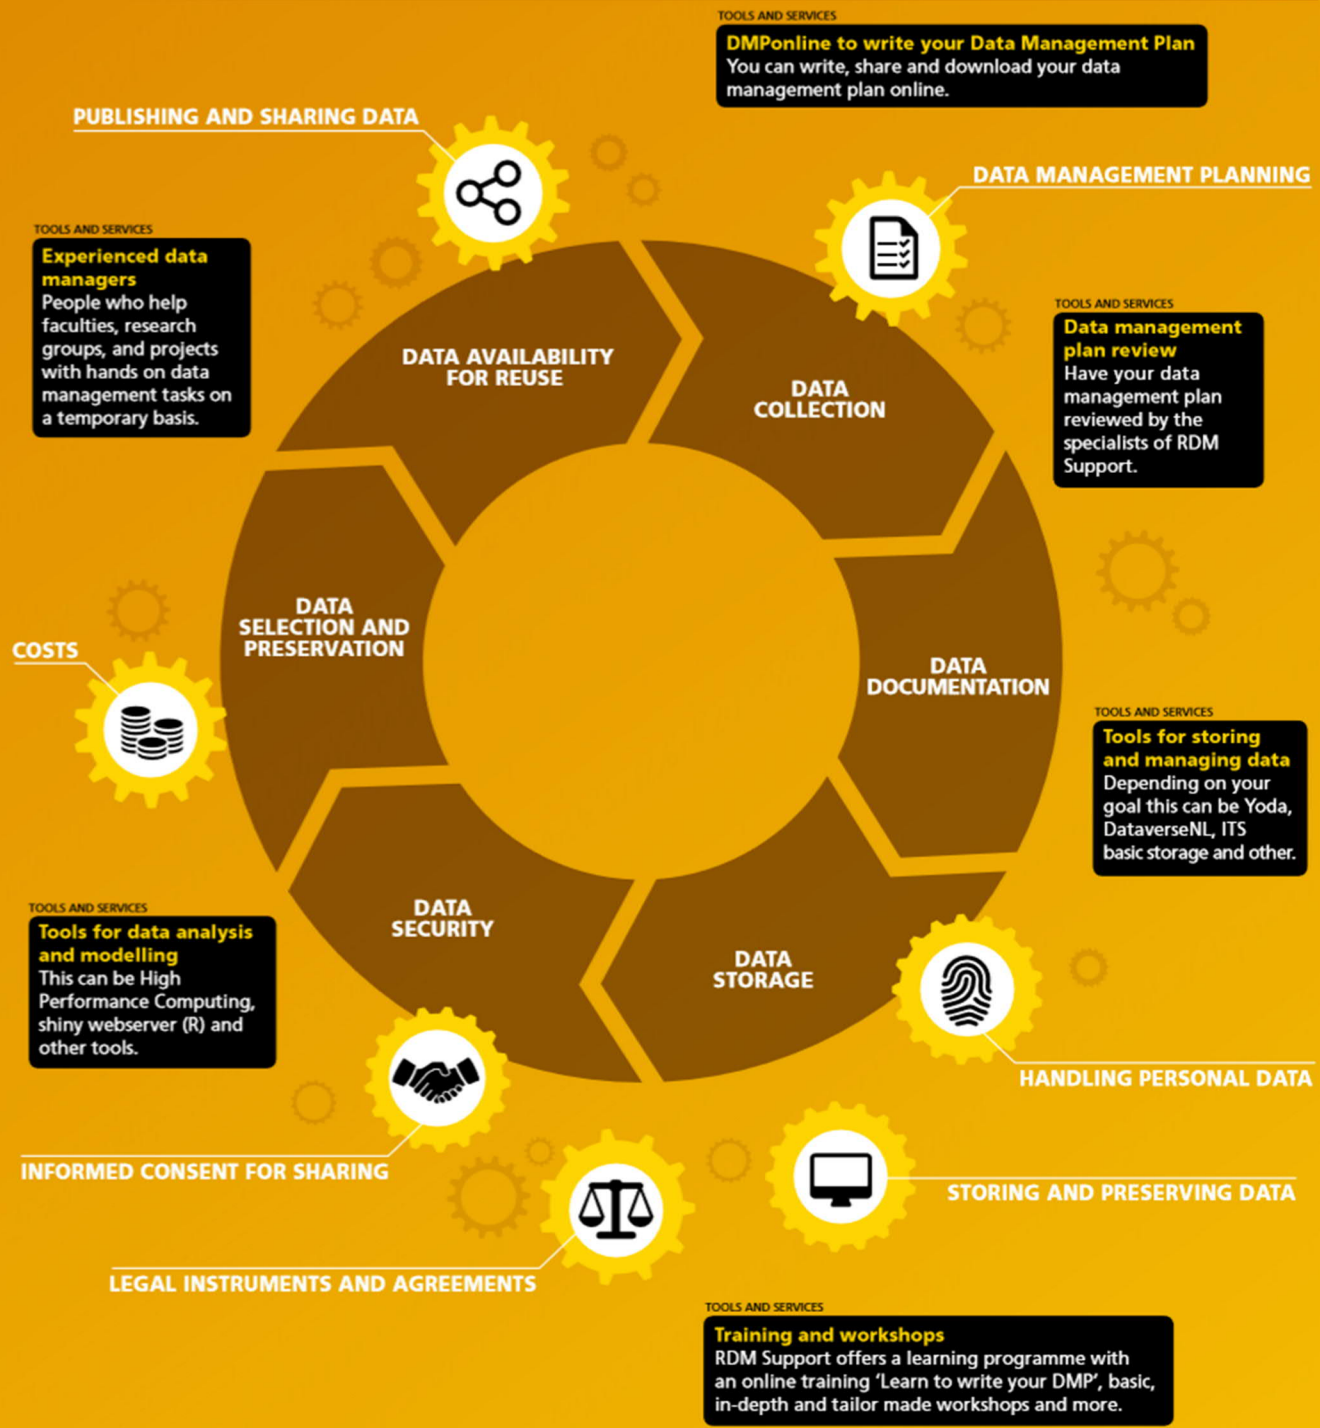 TOOLS AND SERVICES
DMPonline to write your Data Management Plan
You can write, share and download your data
management plan online.
PUBLISHING AND SHARING DATA
DATA MANAGEMENT PLANNING
TOOLS AND SERVICES
Experienced data
managers
People who help
faculties, research
groups, and projects
with hands on data
management tasks on
a temporary basis.
TOOLS AND SERVICES
Data management
plan review
Have your data
management plan
reviewed by the
specialists of RDM
Support.
DATA AVAILABILITY
FOR REUSE
DATA
COLLECTION
DATA
SELECTION AND
PRESERVATION
DATA
DOCUMENTATION
COSTS
TOOLS AND SERVICES
Tools for storing
and managing data
Depending on your
goal this can be Yoda,
DataverseNL, ITS
basic storage and other.
DATA
SECURITY
DATA
STORAGE
TOOLS AND SERVICES
Tools for data analysis
and modelling
This can be High
Performance Computing,
shiny webserver (R) and
other tools.
HANDLING PERSONAL DATA
INFORMED CONSENT FOR SHARING
STORING AND PRESERVING DATA
LEGAL INSTRUMENTS AND AGREEMENTS
TOOLS AND SERVICES
Training and workshops
RDM Support offers a learning programme with
an online training ‘Learn to write your DMP’, basic,
in-depth and tailor made workshops and more.